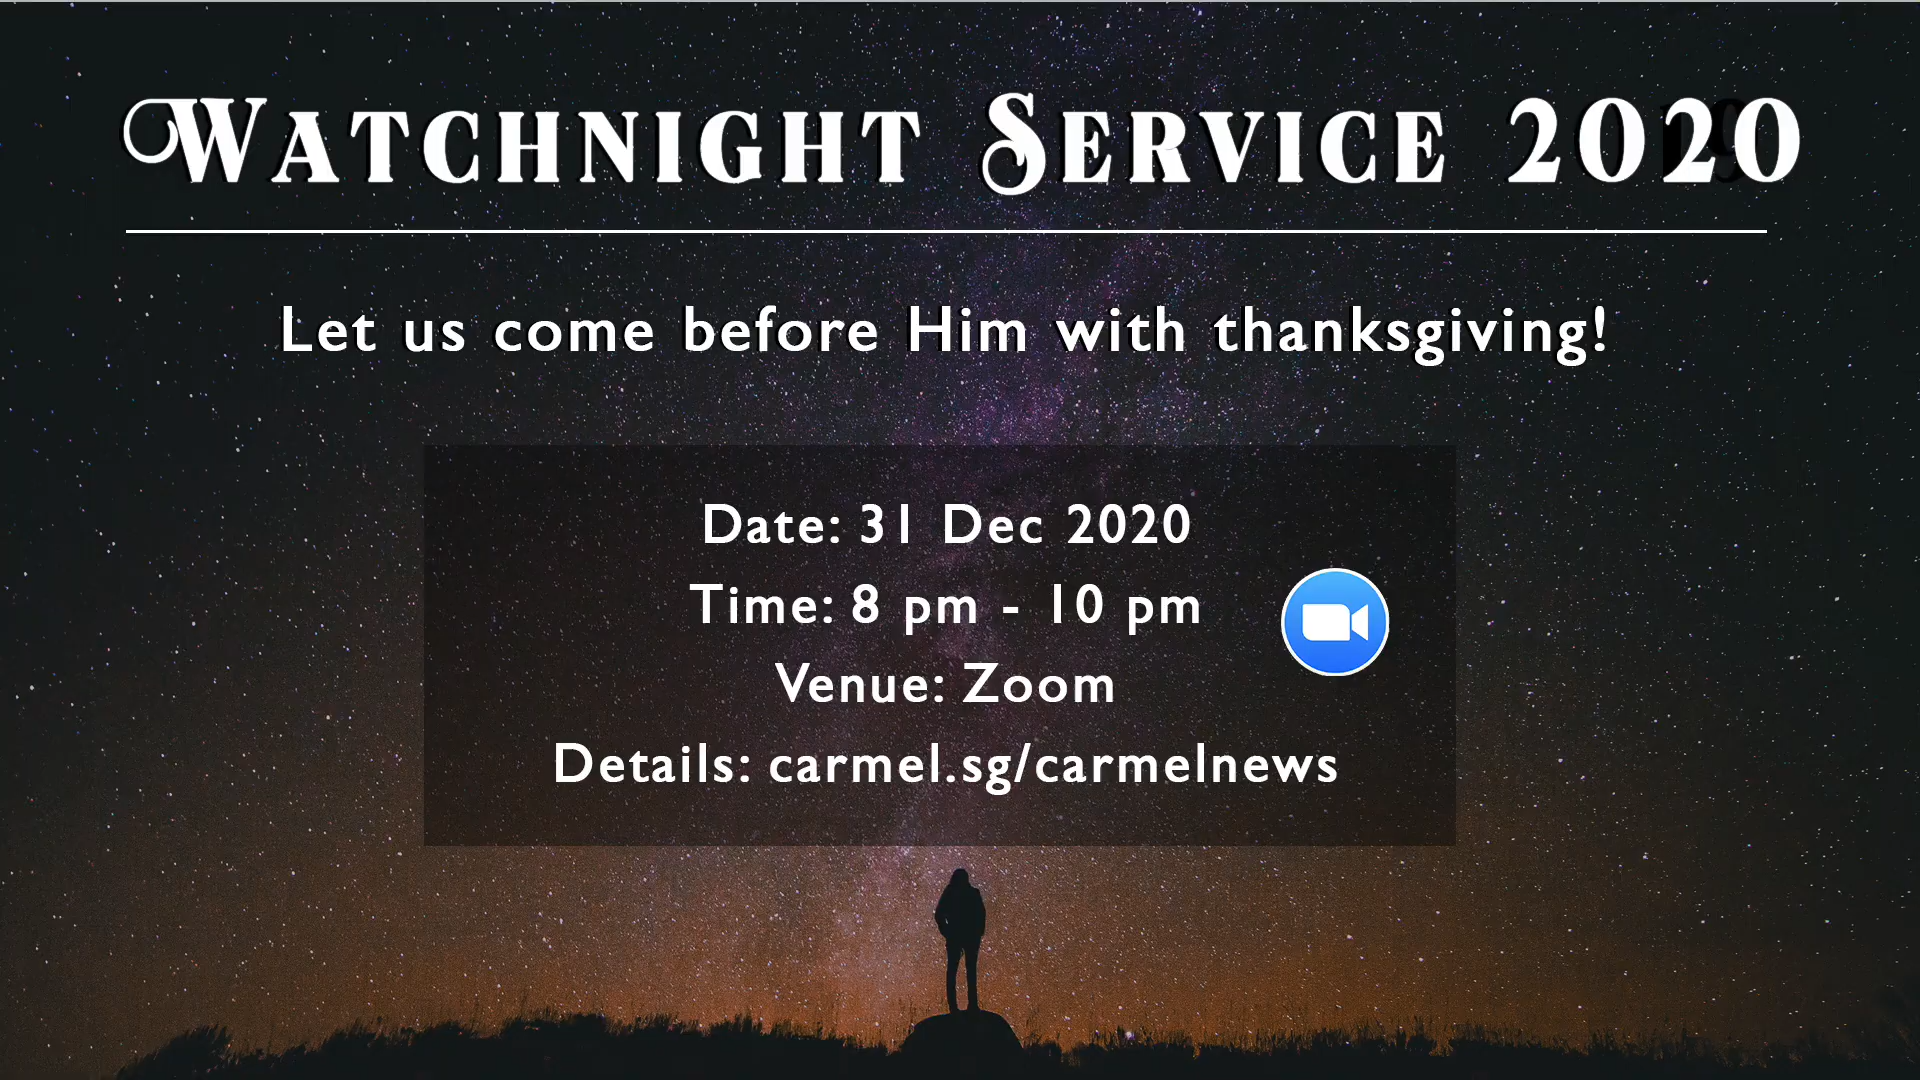 Watchnight Service 2020
Let us come before Him with thanksgiving!
Date: 31 Dec 2020
Time: 8 pm - 10 pm
Venue: Zoom
Details: carmel.sg/carmelnews